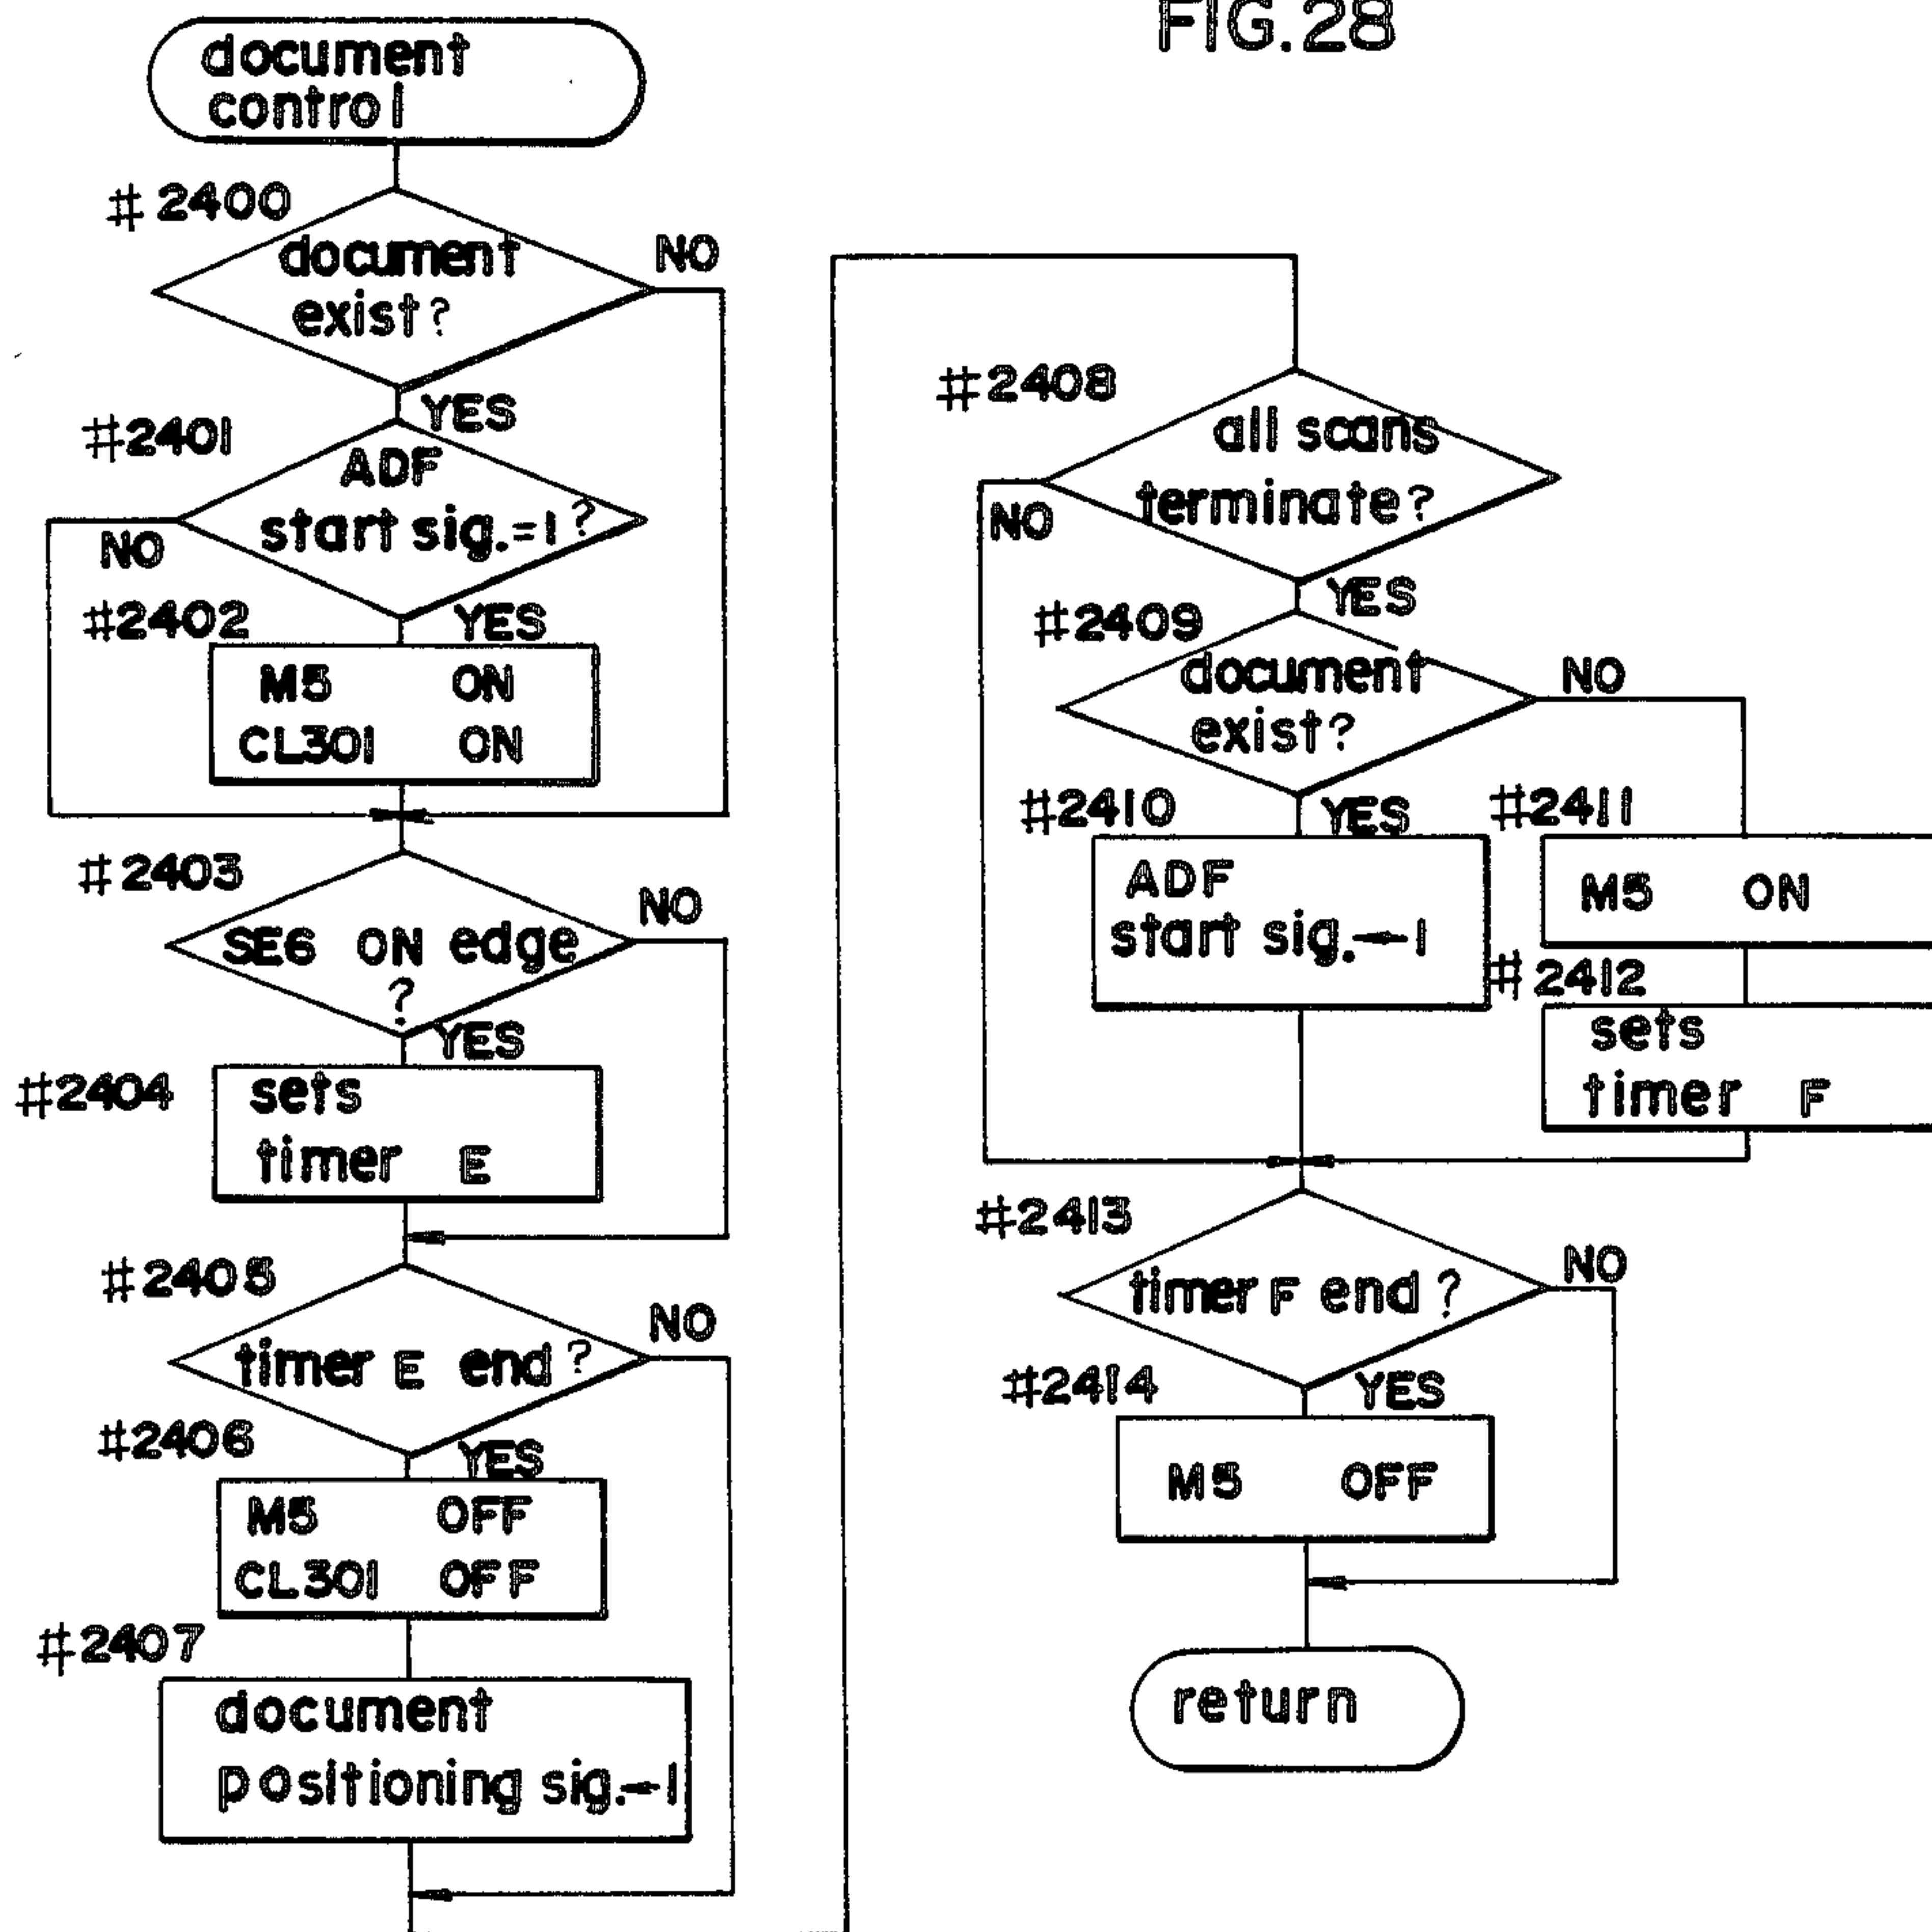 FIG.28
document
control
#2400
document
exist?
NO
YES
#2401
ADF
start sig.=1?
NO
YES
#2402
M5 ON
CL301 ON
#2403
SE6 ON edge
?
NO
YES
#2404
sets
timer E
#2405
timer E end?
NO
YES
#2406
M5 OFF
CL301 OFF
#2407
document
positioning sig.←1
#2408
all scans
terminate?
NO
YES
#2409
document
exist?
NO
YES
#2410
ADF
start sig.←1
#2411
M5 ON
#2412
sets
timer F
#2413
timer F end?
NO
YES
#2414
M5 OFF
return